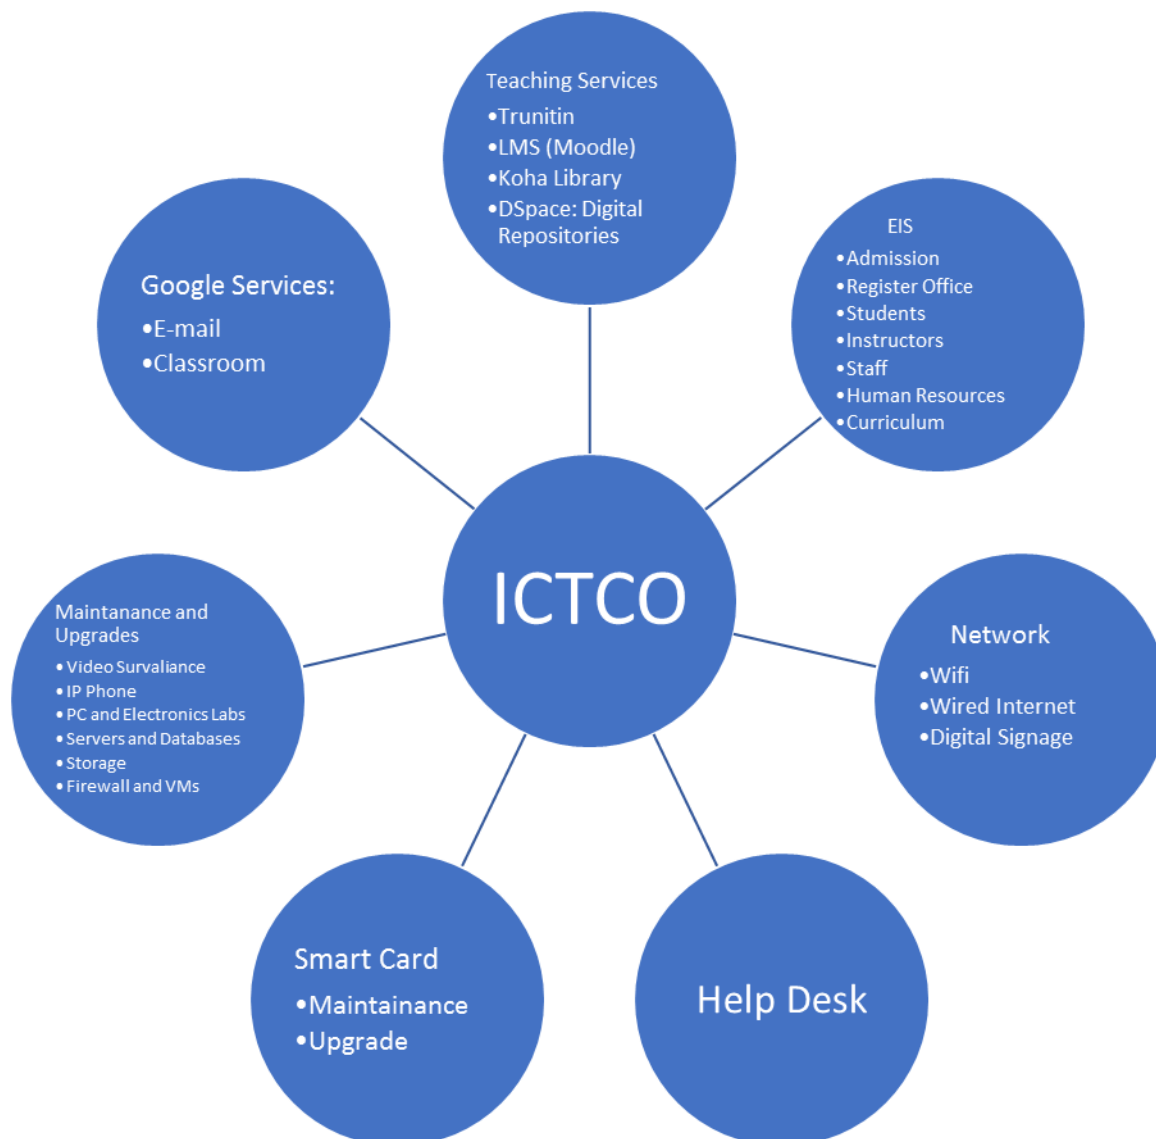 Teaching Services
•Trunitin
•LMS (Moodle)
•Koha Library
•DSpace: Digital
Repositories
EIS
•Admission
•Register Office
•Students
•Instructors
•Staff
•Human Resources
•Curriculum
Google Services:
•E-mail
•Classroom
ICTCO
Maintanance and
Upgrades
•Video Survaliance
•IP Phone
•PC and Electronics Labs
•Servers and Databases
•Storage
•Firewall and VMs
Network
•Wifi
•Wired Internet
•Digital Signage
Smart Card
•Maintainance
•Upgrade
Help Desk